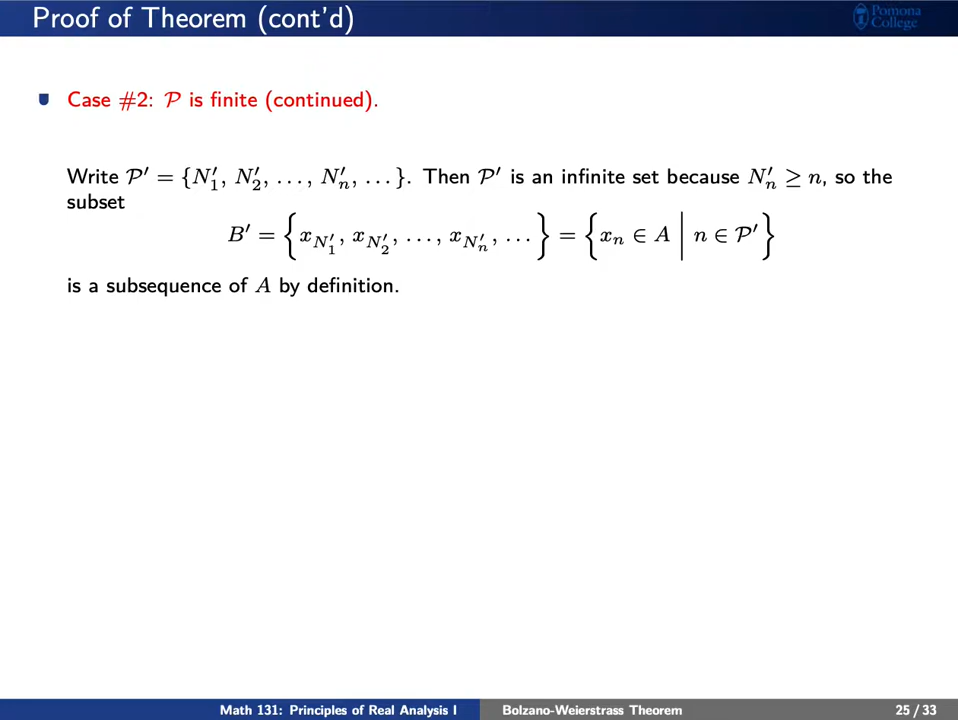 Proof of Theorem (cont'd)
Pomona
College
Case #2: 𝒫 is finite (continued).
Write 𝒫′ = {N′₁, N′₂, ..., N′ₙ, ...}. Then 𝒫′ is an infinite set because N′ₙ ≥ n, so the
subset
B′ = {x_{N′₁}, x_{N′₂}, ..., x_{N′ₙ}, ...} = {xₙ ∈ A | n ∈ 𝒫′}
is a subsequence of A by definition.
Math 131: Principles of Real Analysis I
Bolzano-Weierstrass Theorem
25 / 33